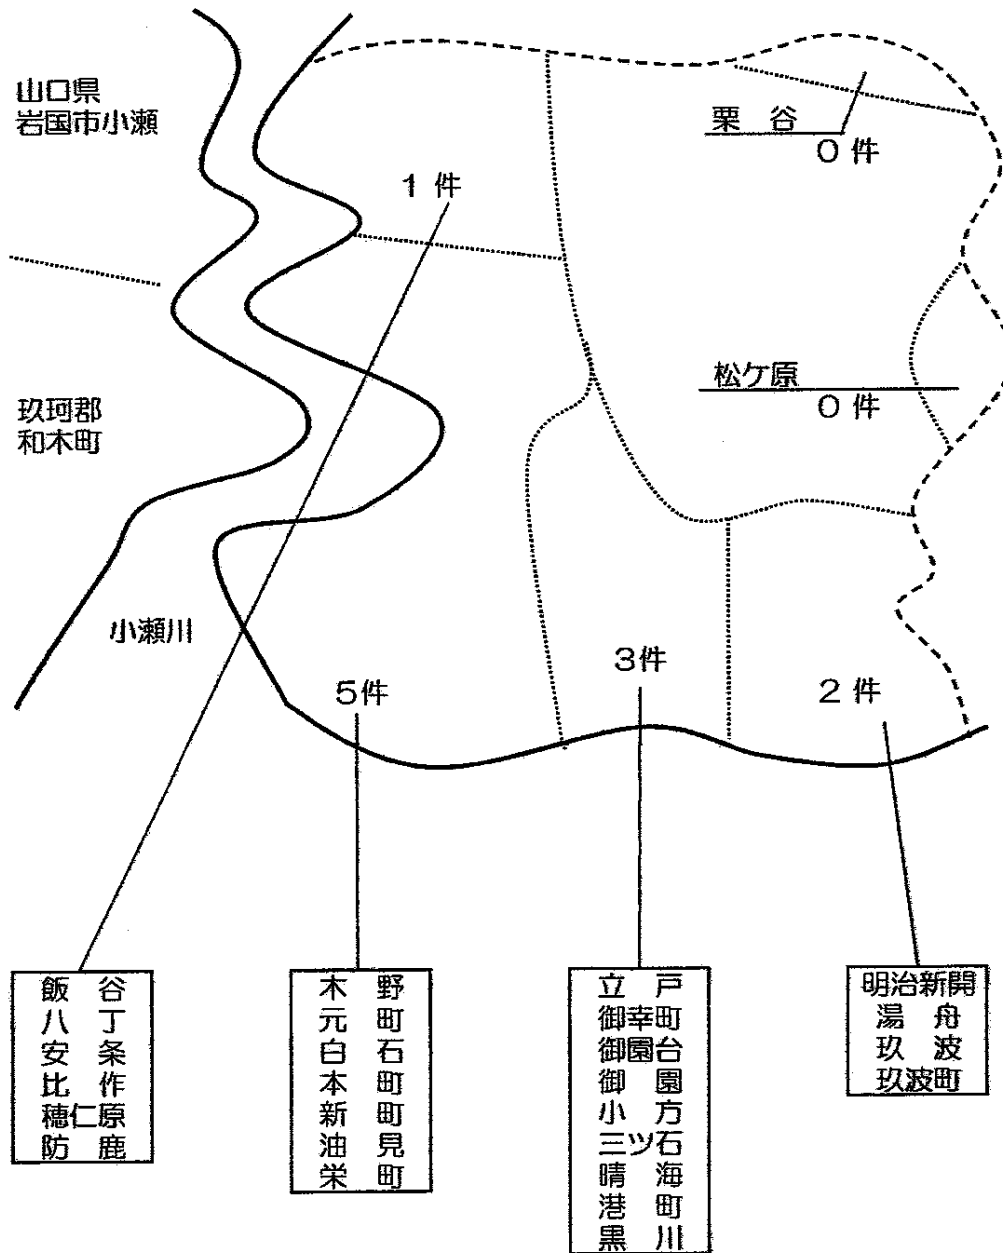 山口県
岩国市小瀬
栗 谷
0 件
1 件
松ケ原
0 件
玖珂郡
和木町
小瀬川
5件
3件
2 件
飯 谷
八 丁
安 条
比 作
穂仁原
防 鹿
木 野
元 町
白 石
本 町
新 町
油 見
栄 町
立 戸
御幸町
御園台
御 園
小 方
三ツ石
晴 海
港 町
黒 川
明治新開
湯 舟
玖 波
玖波町